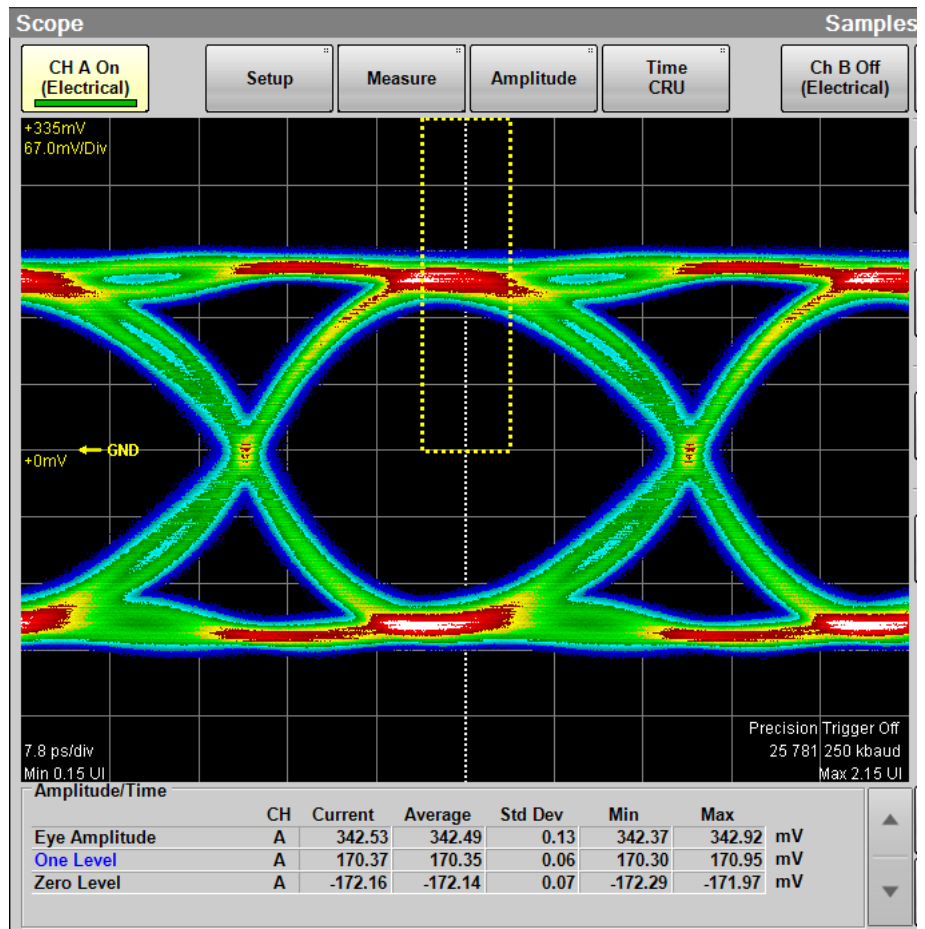 Scope Samples
CH A On
(Electrical)
Setup
Measure
Amplitude
Time
CRU
Ch B Off
(Electrical)
+335mV
67.0mV/Div
+0mV
GND
7.8 ps/div
Min 0.15 UI
Precision Trigger Off
25 781 250 kbaud
Max 2.15 UI
Amplitude/Time
CH Current Average Std Dev Min Max
Eye Amplitude A 342.53 342.49 0.13 342.37 342.92 mV
One Level A 170.37 170.35 0.06 170.30 170.95 mV
Zero Level A -172.16 -172.14 0.07 -172.29 -171.97 mV